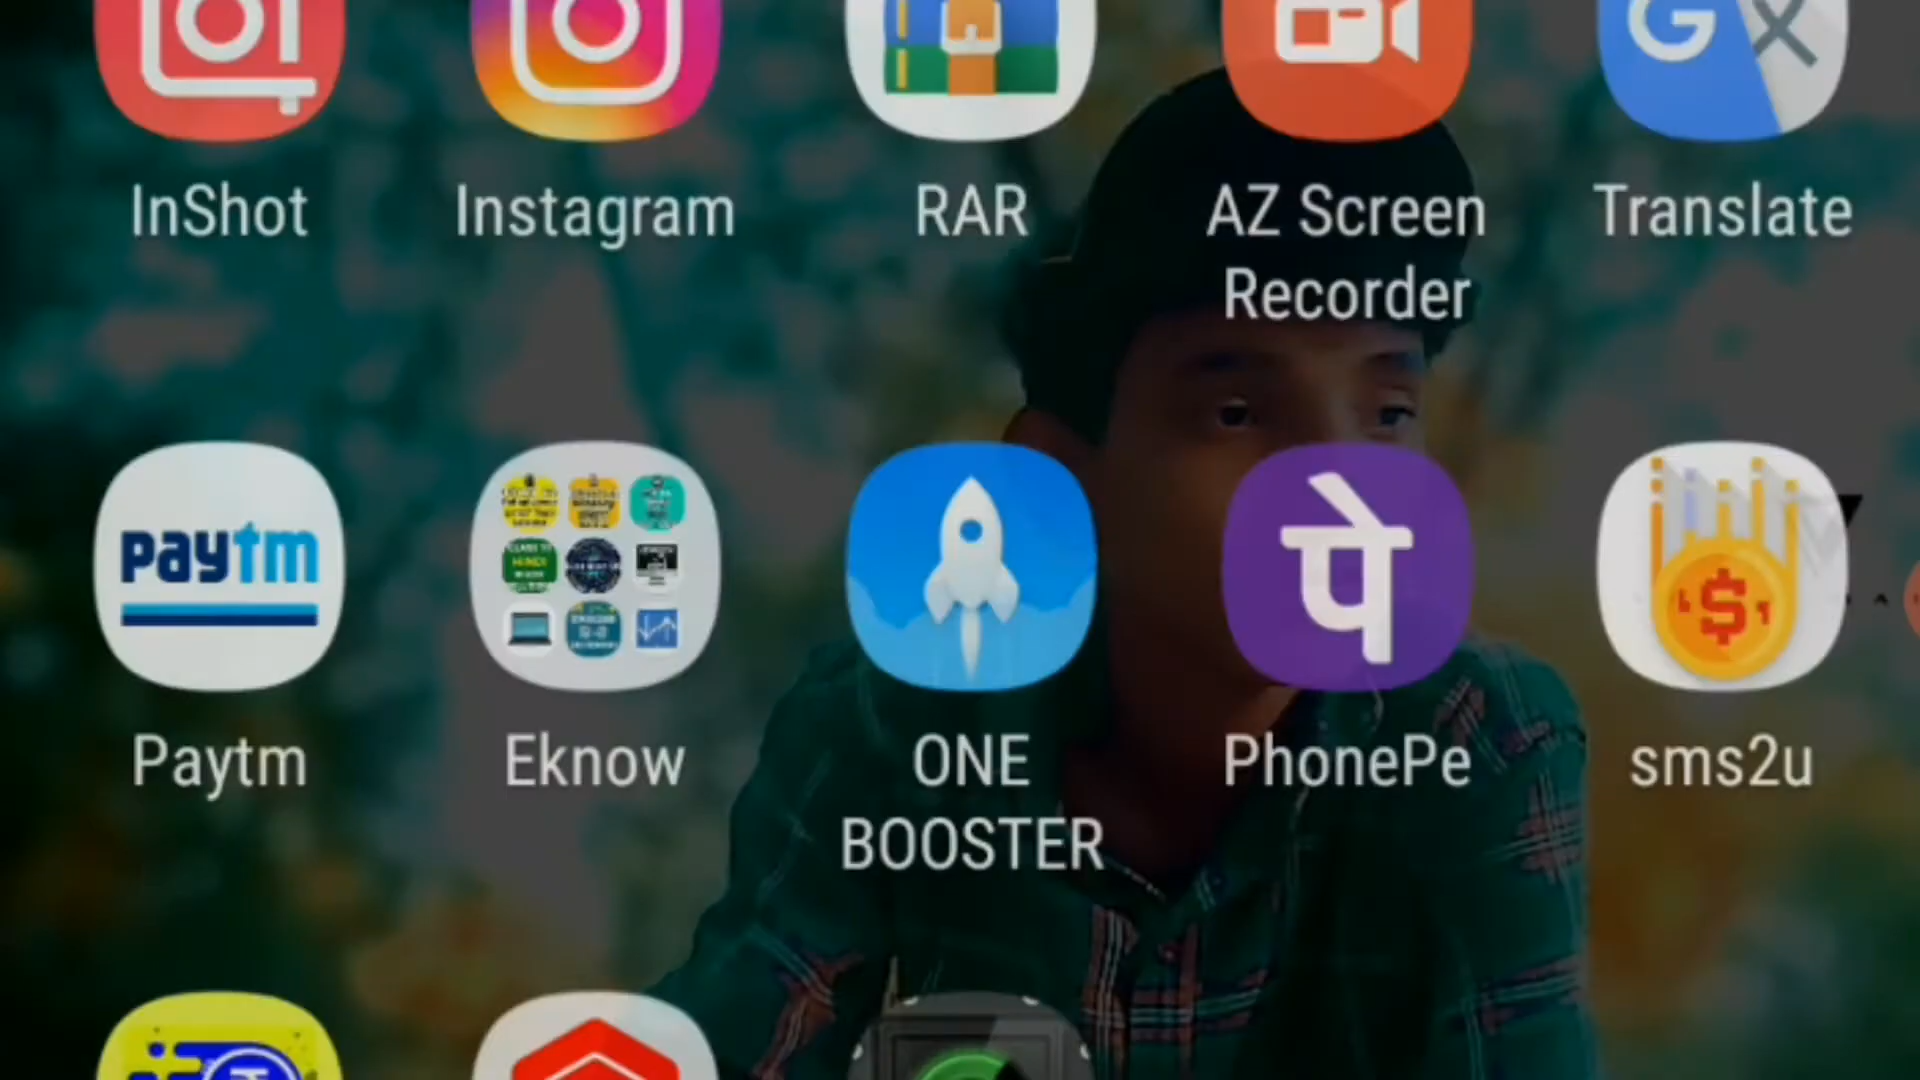 InShot
Instagram
RAR
AZ Screen
Recorder
Translate
paytm
पे
$
Paytm
Eknow
ONE
BOOSTER
PhonePe
sms2u